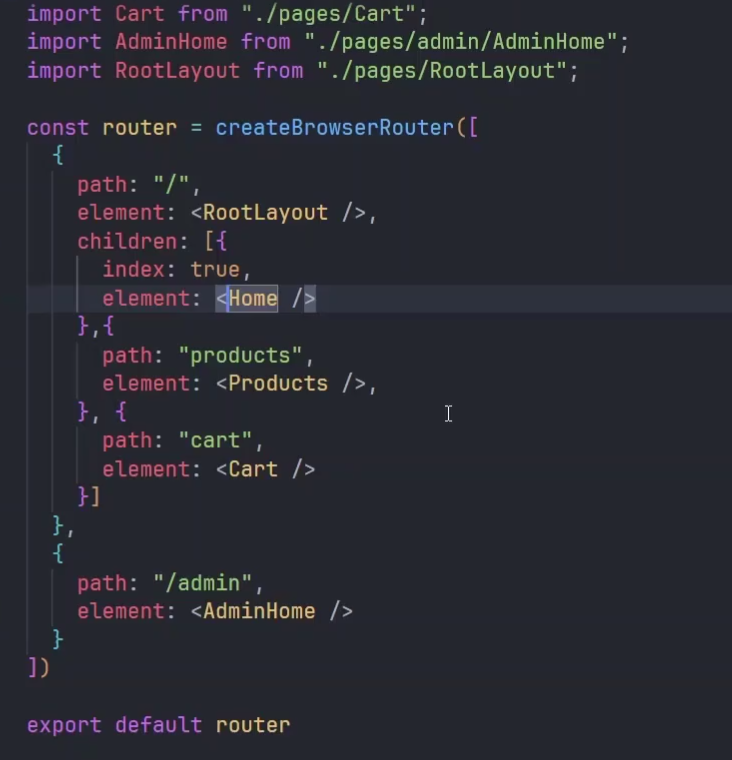 import Cart from "./pages/Cart";
import AdminHome from "./pages/admin/AdminHome";
import RootLayout from "./pages/RootLayout";

const router = createBrowserRouter([
  {
    path: "/",
    element: <RootLayout />,
    children: [{
      index: true,
      element: <Home />
    },{
      path: "products",
      element: <Products />,
    }, {
      path: "cart",
      element: <Cart />
    }]
  },
  {
    path: "/admin",
    element: <AdminHome />
  }
])

export default router